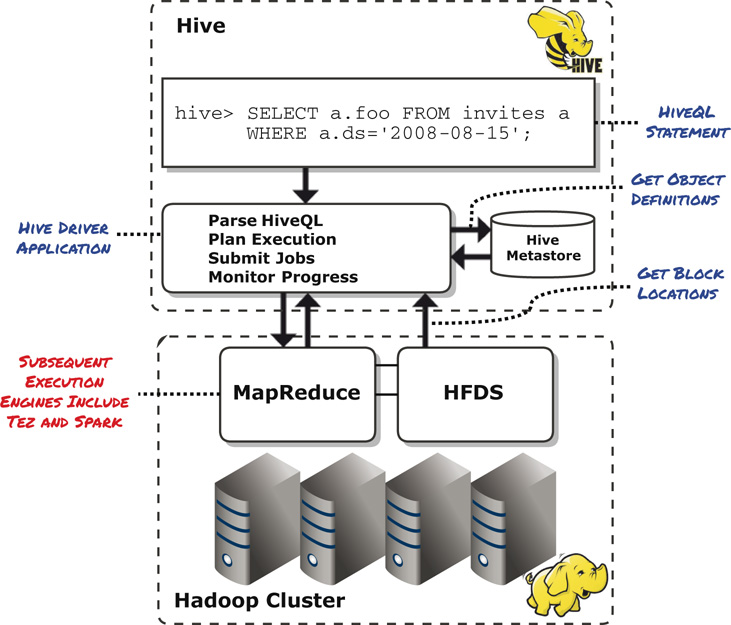 Hive
HIVE
hive> SELECT a.foo FROM invites a
WHERE a.ds='2008-08-15';
HiveQL
Statement
Get Object
Definitions
Hive Driver
Application
Parse HiveQL
Plan Execution
Submit Jobs
Monitor Progress
Hive
Metastore
Get Block
Locations
Subsequent
Execution
Engines Include
Tez and Spark
MapReduce
HFDS
Hadoop Cluster